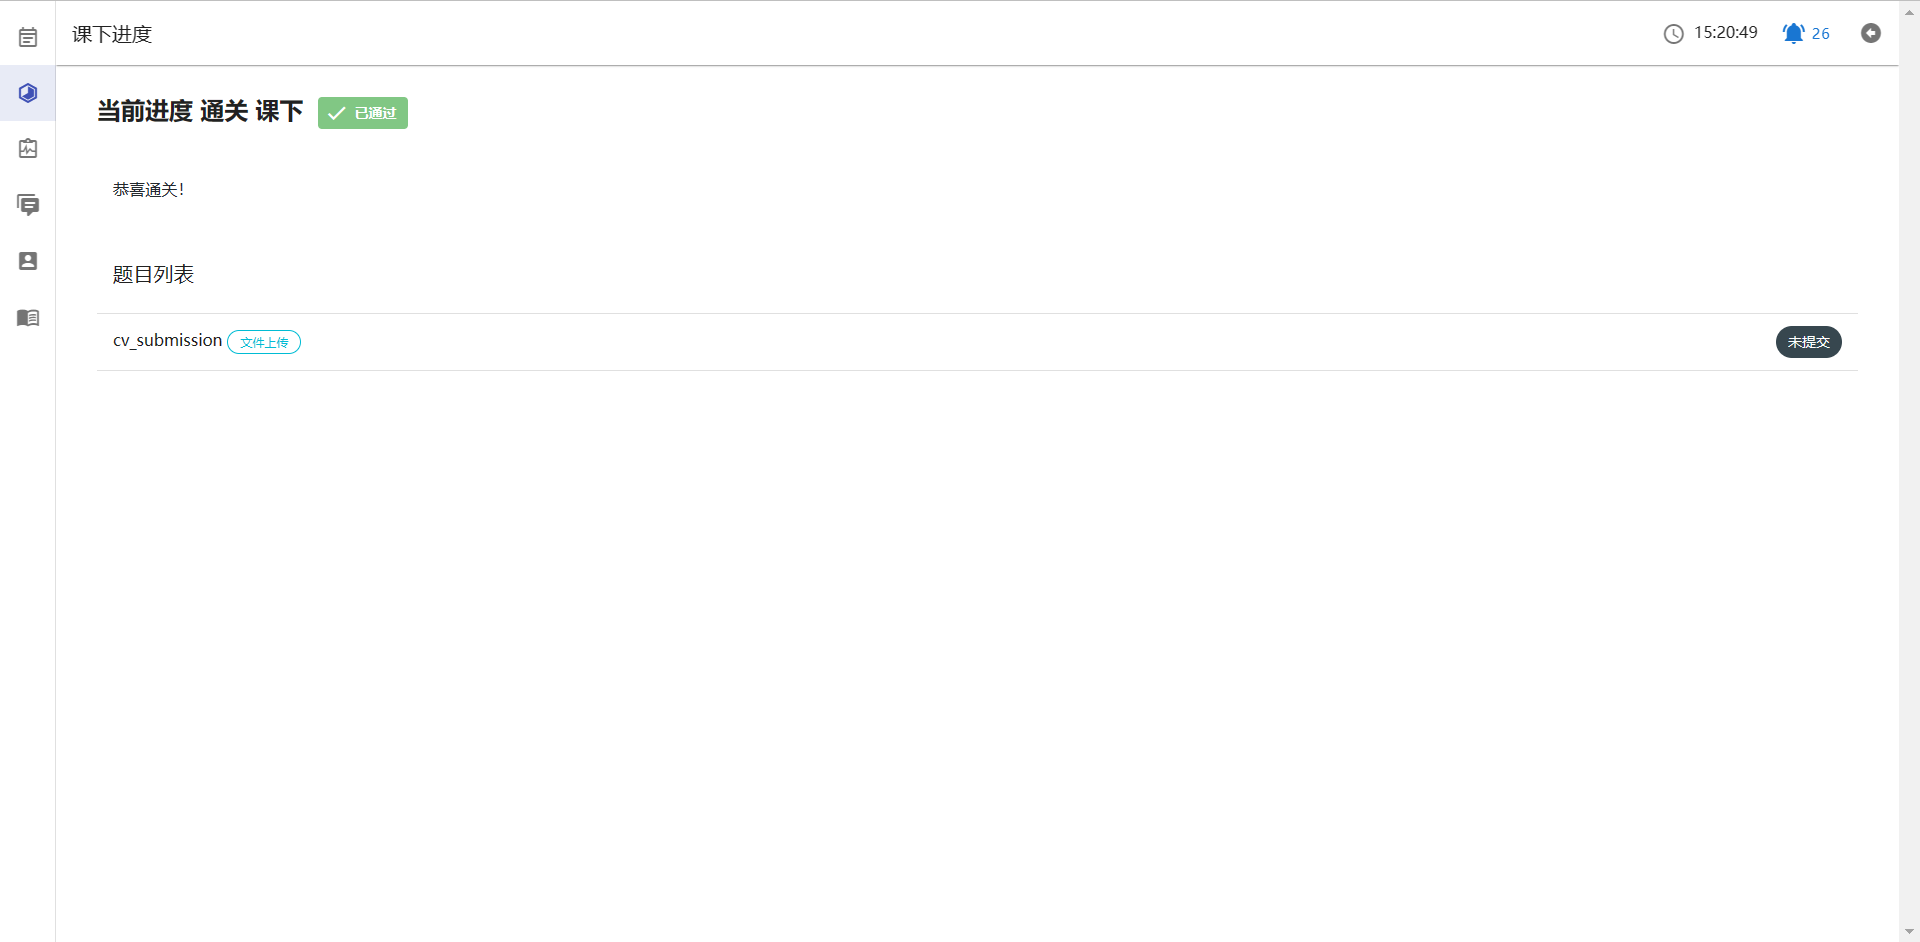 课下进度
15:20:49
26
当前进度 通关 课下
已通过
恭喜通关！
题目列表
cv_submission 文件上传
未提交